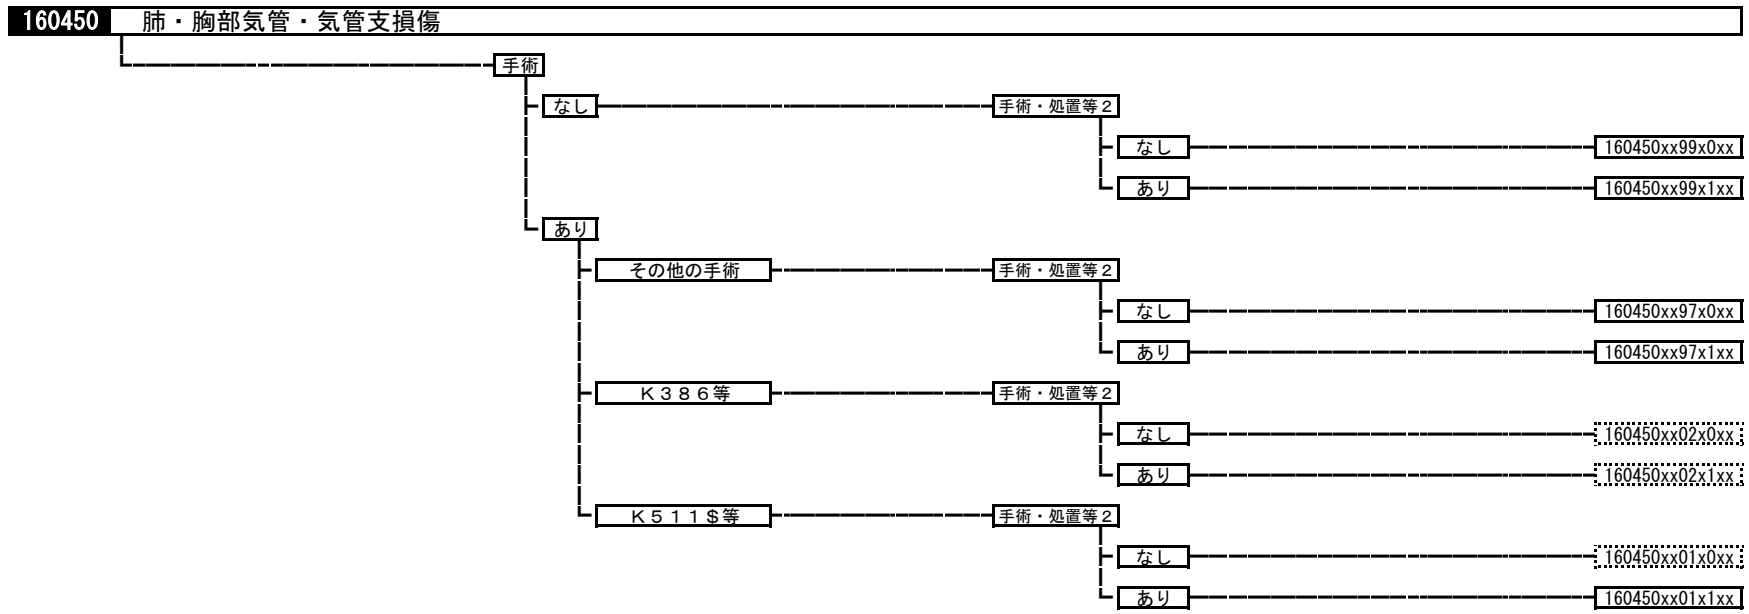 160450 肺・胸部気管・気管支損傷
手術
なし 手術・処置等２
なし 160450xx99x0xx
あり 160450xx99x1xx
あり
その他の手術 手術・処置等２
なし 160450xx97x0xx
あり 160450xx97x1xx
Ｋ３８６等 手術・処置等２
なし 160450xx02x0xx
あり 160450xx02x1xx
Ｋ５１１＄等 手術・処置等２
なし 160450xx01x0xx
あり 160450xx01x1xx